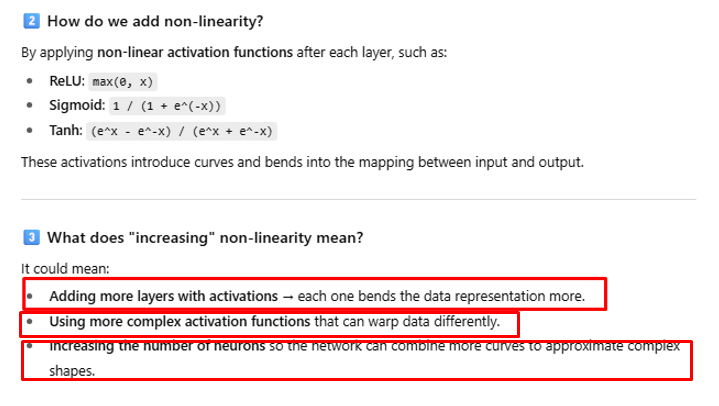 2 How do we add non-linearity?
By applying non-linear activation functions after each layer, such as:
• ReLU: max(0, x)
• Sigmoid: 1 / (1 + e^(-x))
• Tanh: (e^x - e^-x) / (e^x + e^-x)
These activations introduce curves and bends into the mapping between input and output.
3 What does "increasing" non-linearity mean?
It could mean:
• Adding more layers with activations → each one bends the data representation more.
• Using more complex activation functions that can warp data differently.
• Increasing the number of neurons so the network can combine more curves to approximate complex
shapes.